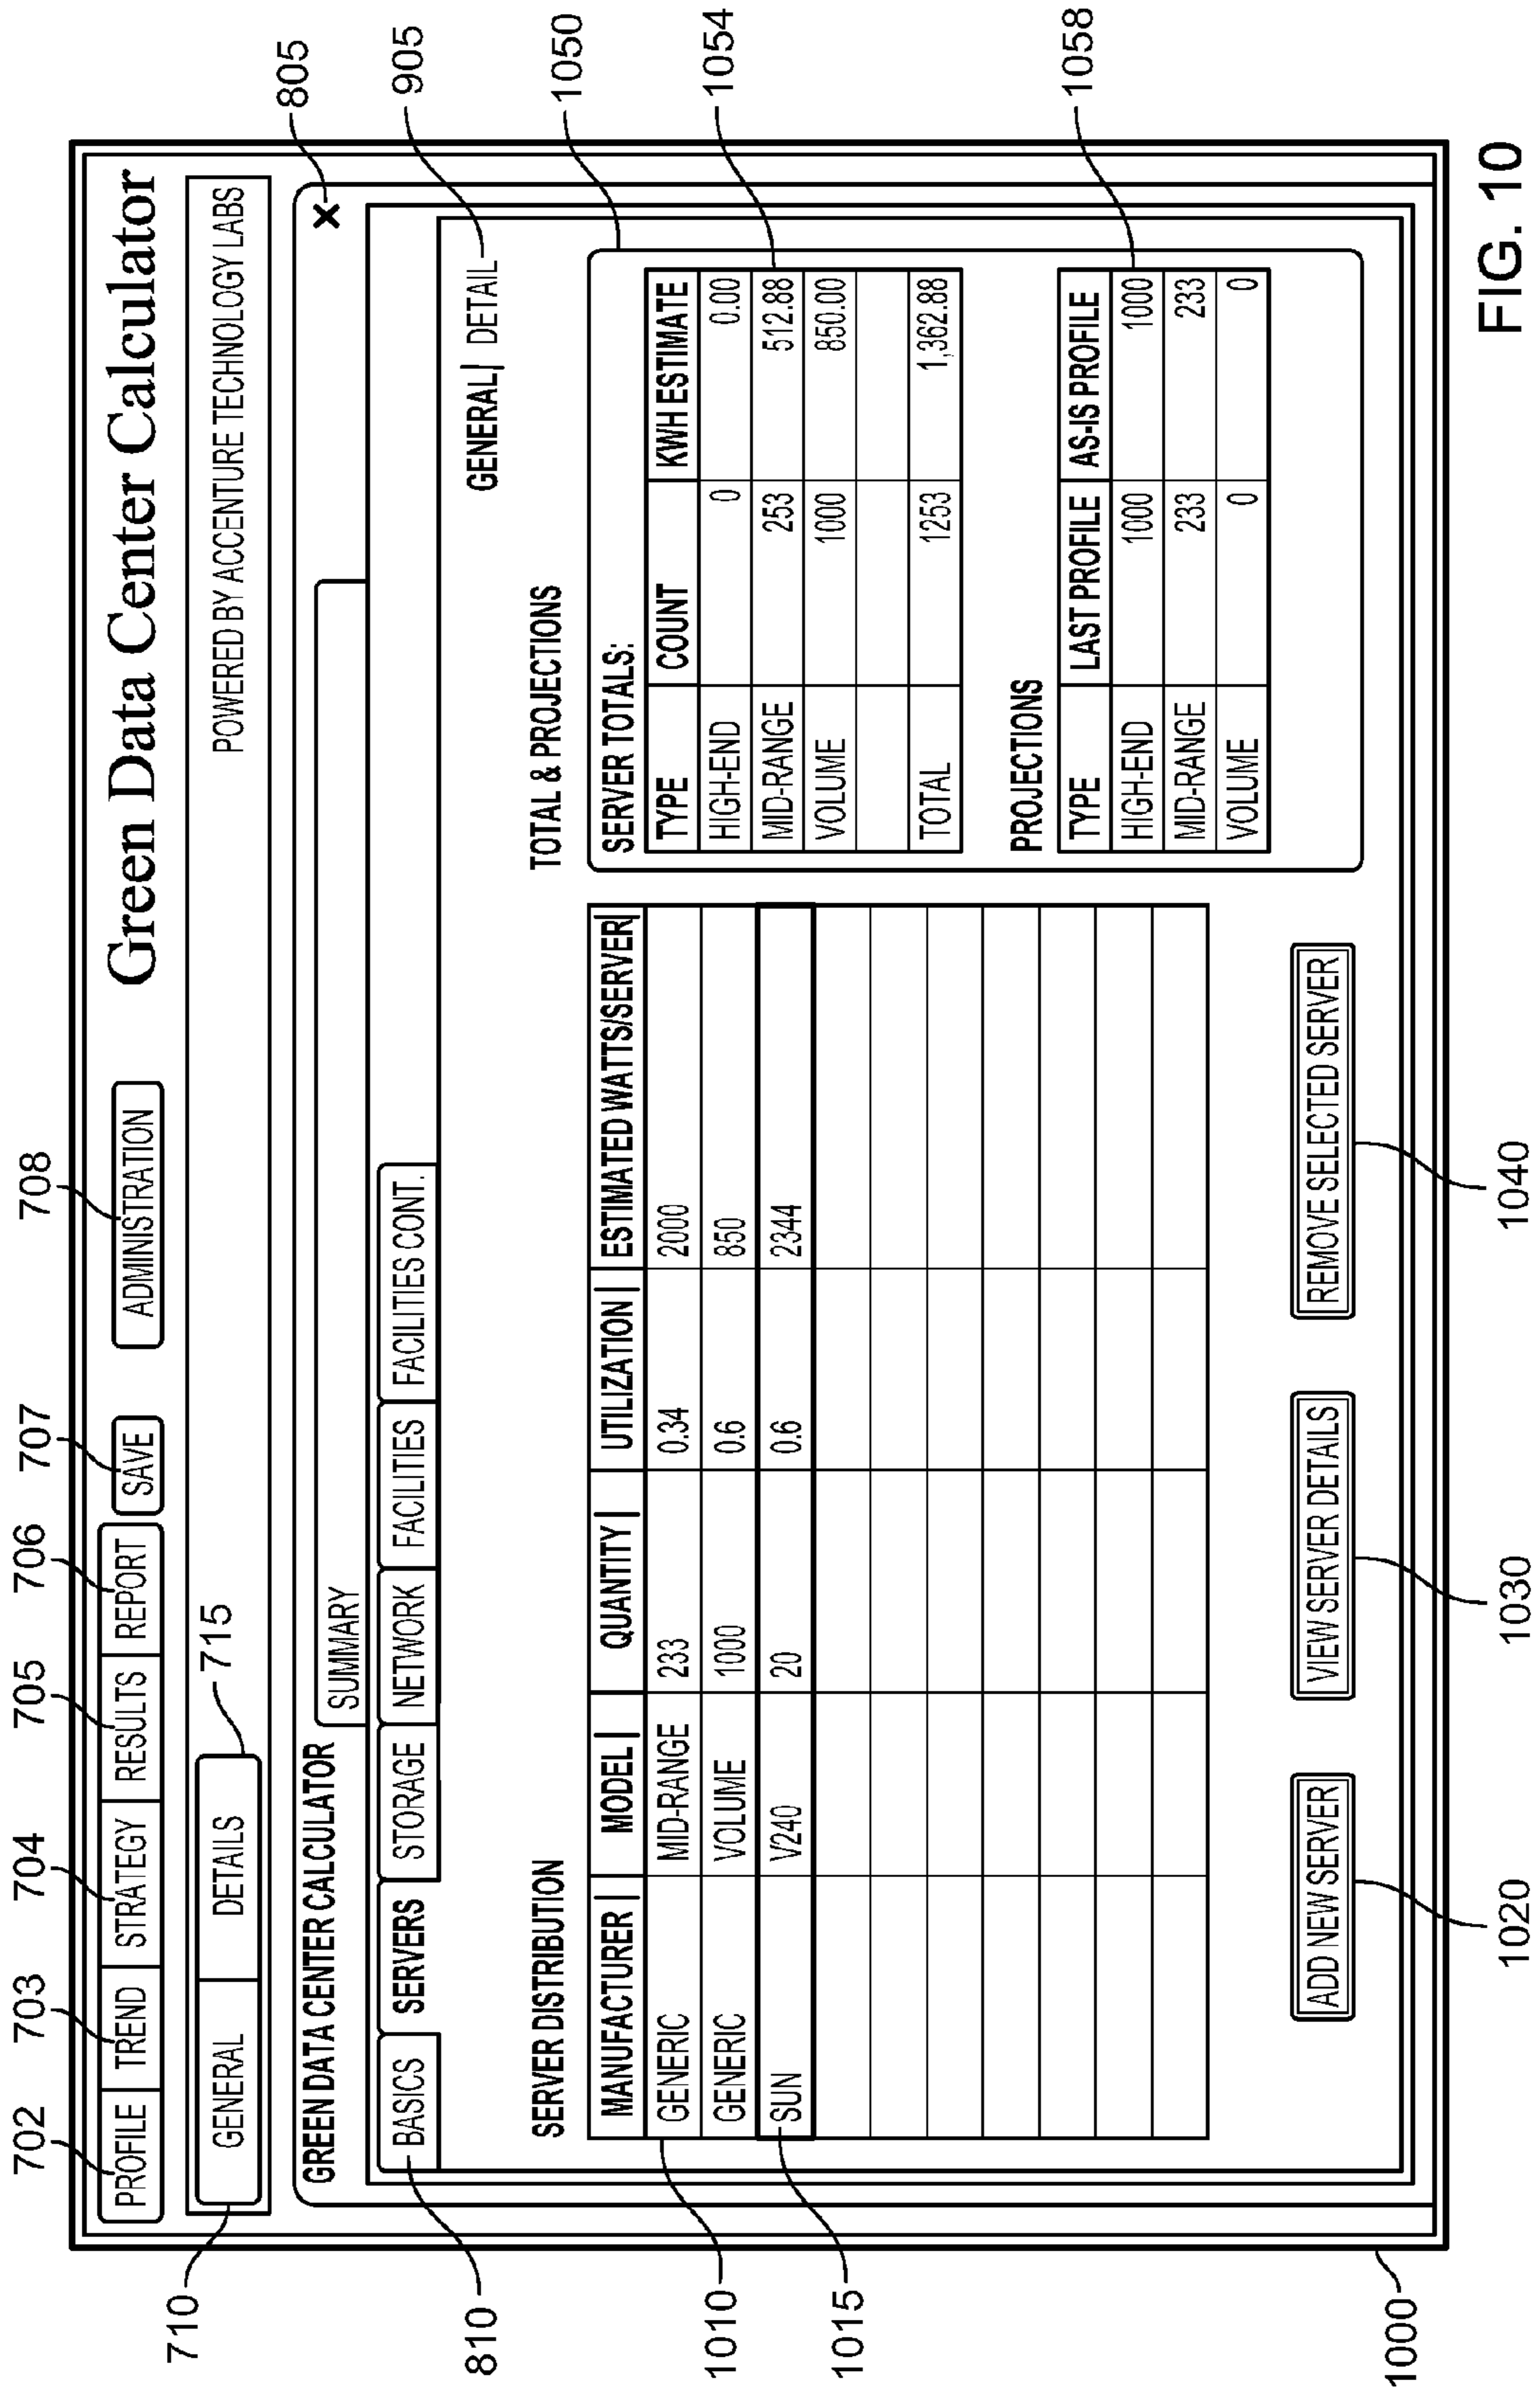 702 703 704 705 706 707 708
PROFILE TREND STRATEGY RESULTS REPORT SAVE ADMINISTRATION Green Data Center Calculator
710 GENERAL DETAILS 715 POWERED BY ACCENTURE TECHNOLOGY LABS
GREEN DATA CENTER CALCULATOR
SUMMARY
X 805
810 BASICS SERVERS STORAGE NETWORK FACILITIES FACILITIES CONT.
GENERAL| DETAIL 905
SERVER DISTRIBUTION
MANUFACTURER| MODEL| QUANTITY| UTILIZATION| ESTIMATED WATTS/SERVER|
GENERIC MID-RANGE 233 0.34 2000
GENERIC VOLUME 1000 0.6 850
SUN V240 20 0.6 2344
1010
1015
TOTAL & PROJECTIONS
1050
SERVER TOTALS:
TYPE COUNT KWH ESTIMATE
HIGH-END 0 0.00
MID-RANGE 253 512.88
VOLUME 1000 850.00
TOTAL 1253 1,362.88
1054
PROJECTIONS
TYPE LAST PROFILE AS-IS PROFILE
HIGH-END 1000 1000
MID-RANGE 233 233
VOLUME 0 0
1058
ADD NEW SERVER VIEW SERVER DETAILS REMOVE SELECTED SERVER
1000
1020 1030 1040
FIG. 10